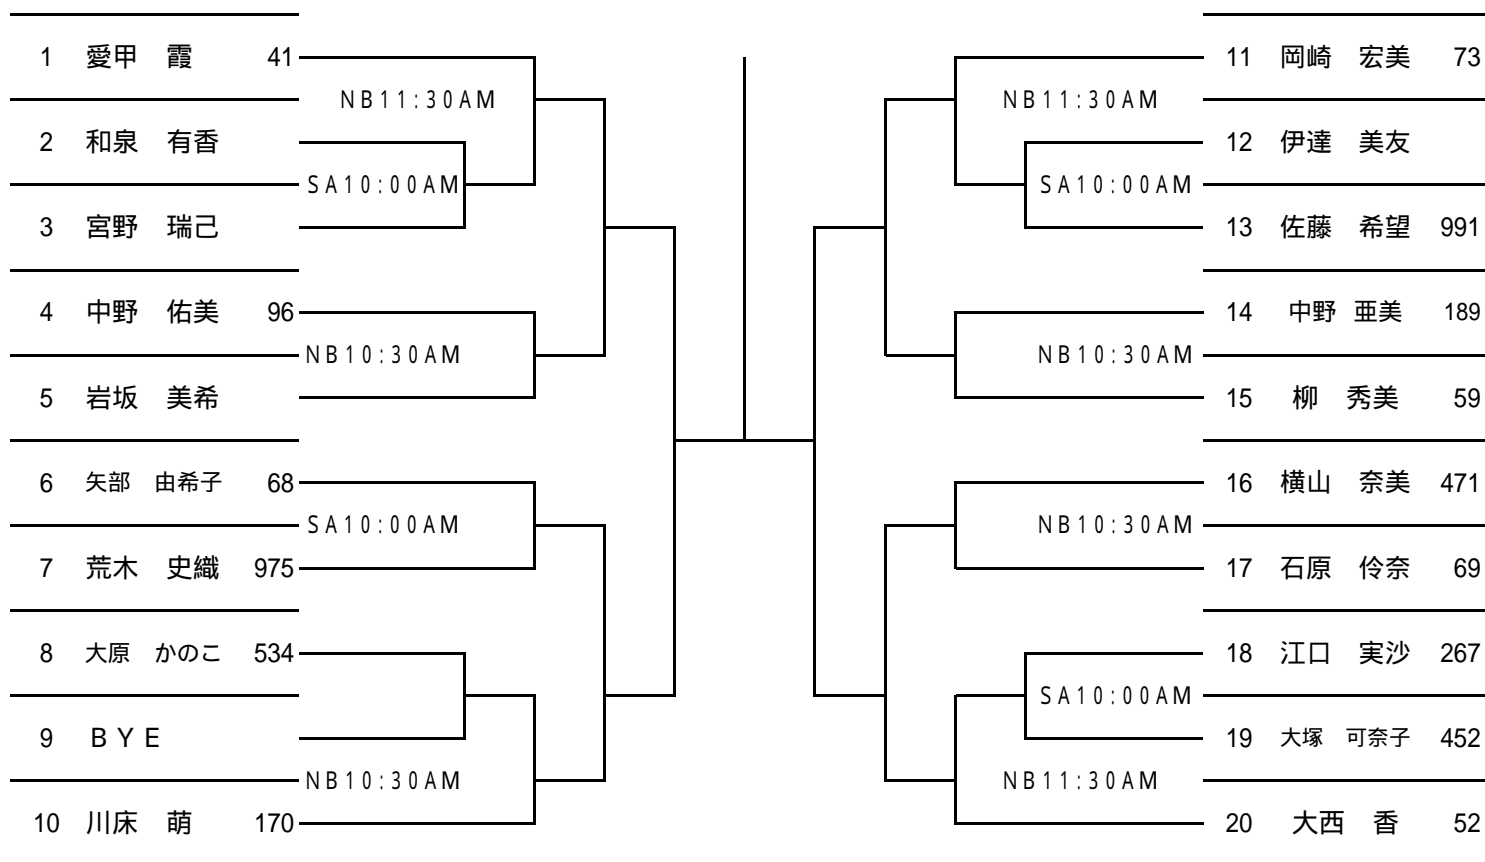 1 愛甲 霞 41
NB11:30AM
2 和泉 有香
SA10:00AM
3 宮野 瑞己
4 中野 佑美 96
NB10:30AM
5 岩坂 美希
6 矢部 由希子 68
SA10:00AM
7 荒木 史織 975
8 大原 かのこ 534
9 BYE
NB10:30AM
10 川床 萌 170
11 岡崎 宏美 73
NB11:30AM
12 伊達 美友
SA10:00AM
13 佐藤 希望 991
14 中野 亜美 189
NB10:30AM
15 柳 秀美 59
16 横山 奈美 471
NB10:30AM
17 石原 伶奈 69
18 江口 実沙 267
SA10:00AM
19 大塚 可奈子 452
NB11:30AM
20 大西 香 52